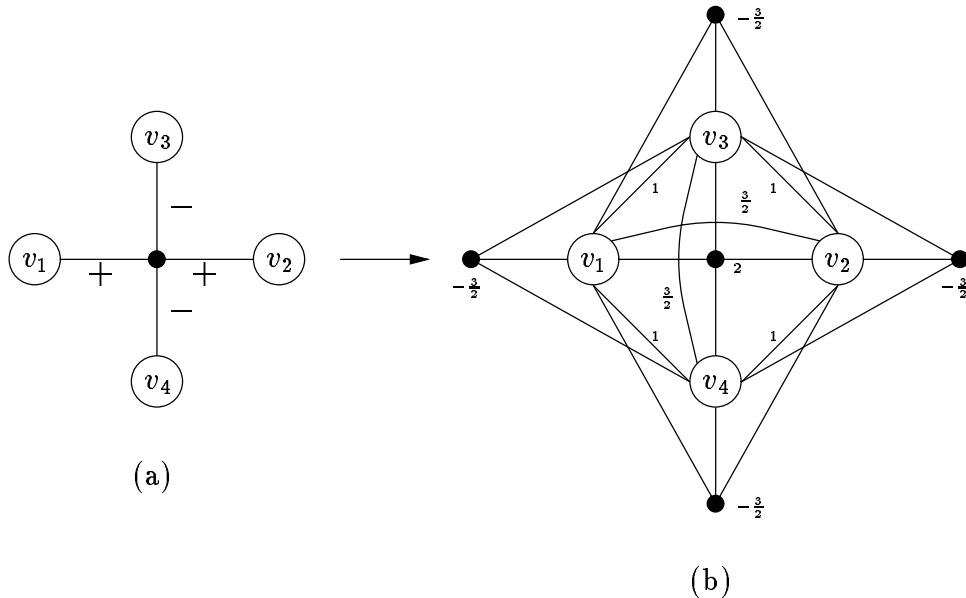 −3/2
v₃
v₃
−
1
1
3/2
v₁
+
+
v₂
v₁
2
v₂
−3/2
−3/2
3/2
−
1
1
v₄
v₄
(a)
−3/2
(b)